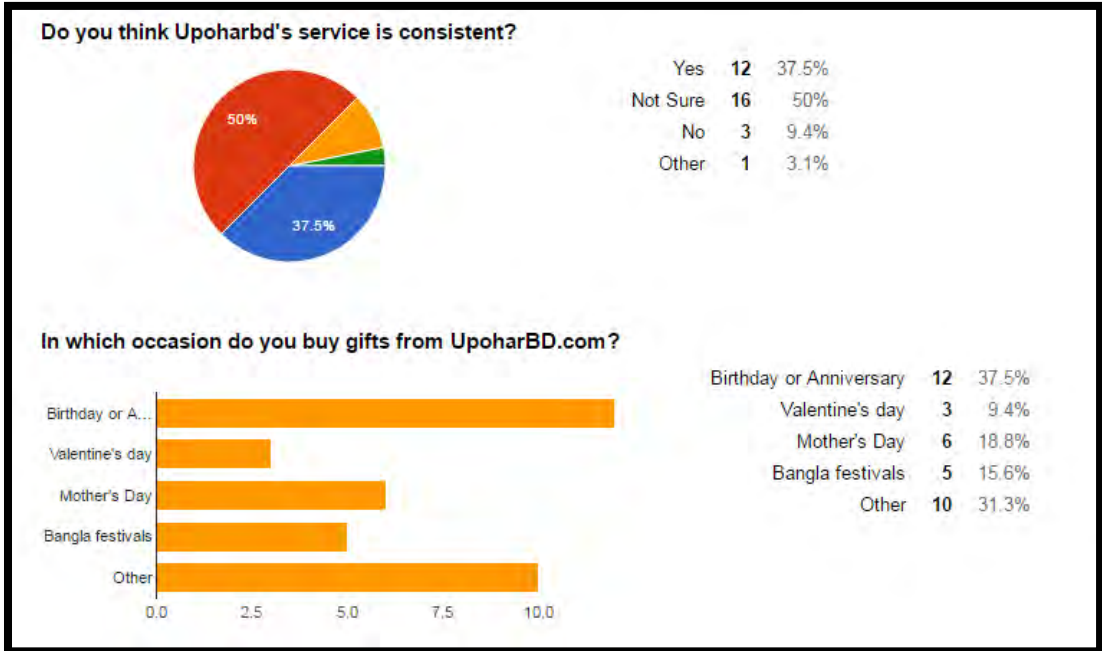 Do you think Upoharbd's service is consistent?
50%
37.5%
Yes 12 37.5%
Not Sure 16 50%
No 3 9.4%
Other 1 3.1%
In which occasion do you buy gifts from UpoharBD.com?
Birthday or A...
Valentine's day
Mother's Day
Bangla festivals
Other
0.0 2.5 5.0 7.5 10.0
Birthday or Anniversary 12 37.5%
Valentine's day 3 9.4%
Mother's Day 6 18.8%
Bangla festivals 5 15.6%
Other 10 31.3%